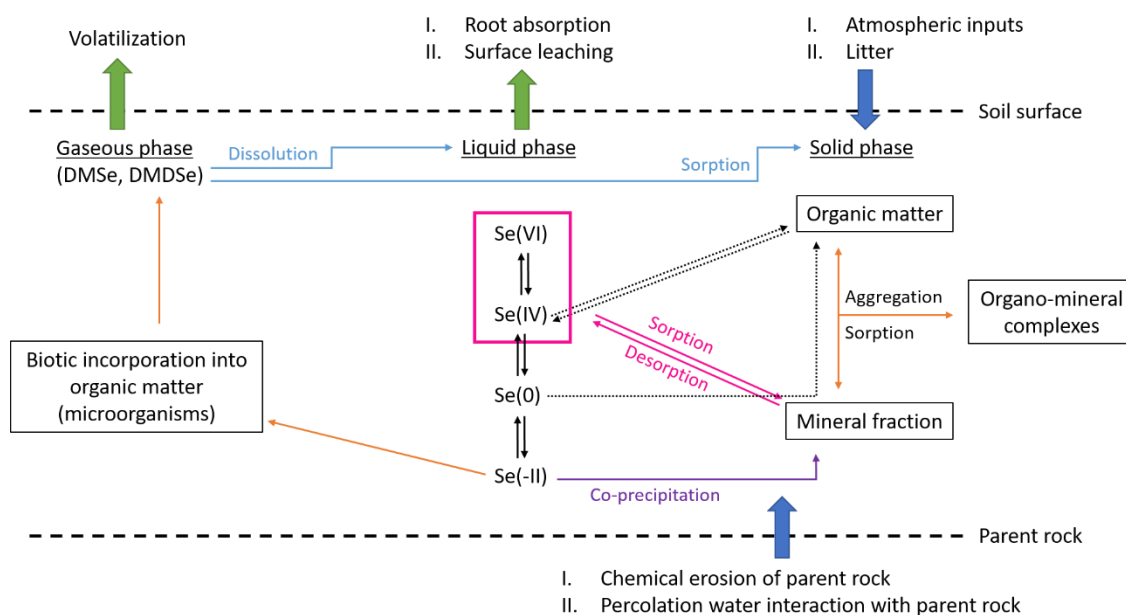 Volatilization
I. Root absorption
II. Surface leaching
I. Atmospheric inputs
II. Litter
Soil surface
Gaseous phase
(DMSe, DMDSe)
Dissolution
Liquid phase
Sorption
Solid phase
Organic matter
Se(VI)
Se(IV)
Sorption
Desorption
Aggregation
Sorption
Organo-mineral
complexes
Biotic incorporation into
organic matter
(microorganisms)
Se(0)
Mineral fraction
Se(-II)
Co-precipitation
Parent rock
I. Chemical erosion of parent rock
II. Percolation water interaction with parent rock